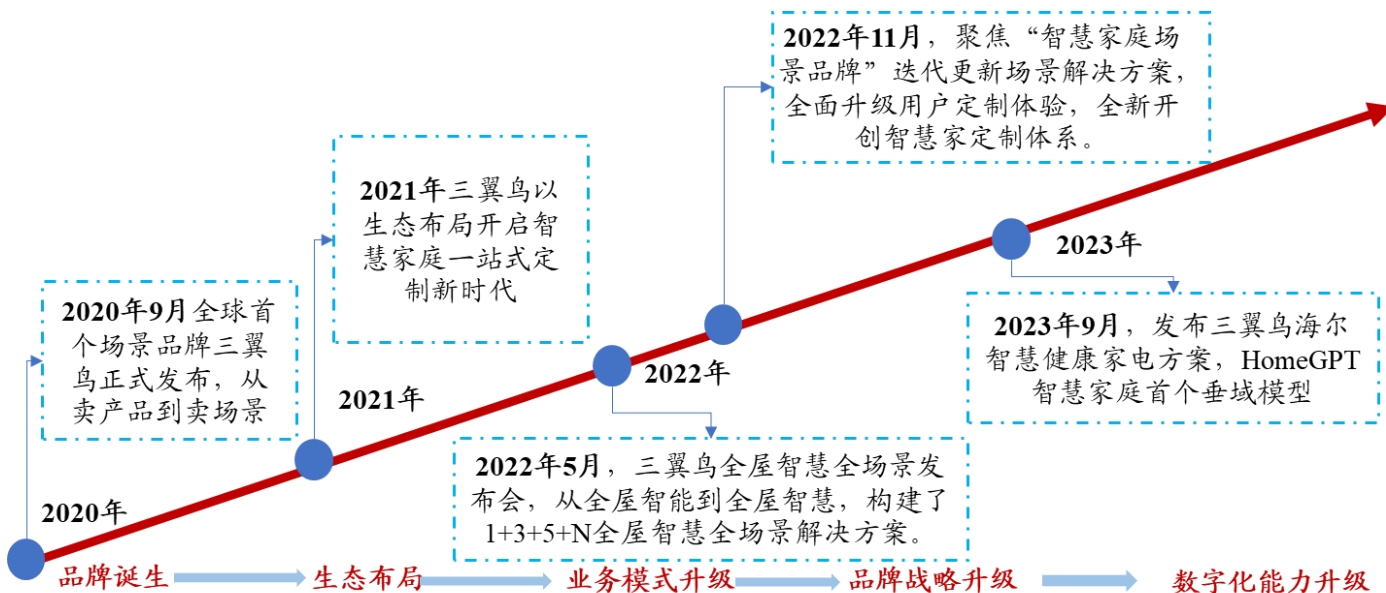 2022年11月，聚焦“智慧家庭场
景品牌”迭代更新场景解决方案，
全面升级用户定制体验，全新开
创智慧家定制体系。
2021年三翼鸟以
生态布局开启智
慧家庭一站式定
制新时代
2020年9月全球首
个场景品牌三翼
鸟正式发布，从
卖产品到卖场景
2023年
2023年9月，发布三翼鸟海尔
智慧健康家电方案，HomeGPT
智慧家庭首个垂域模型
2022年
2021年
2022年5月，三翼鸟全屋智慧全场景发
布会，从全屋智能到全屋智慧，构建了
1+3+5+N全屋智慧全场景解决方案。
2020年
品牌诞生
生态布局
业务模式升级
品牌战略升级
数字化能力升级